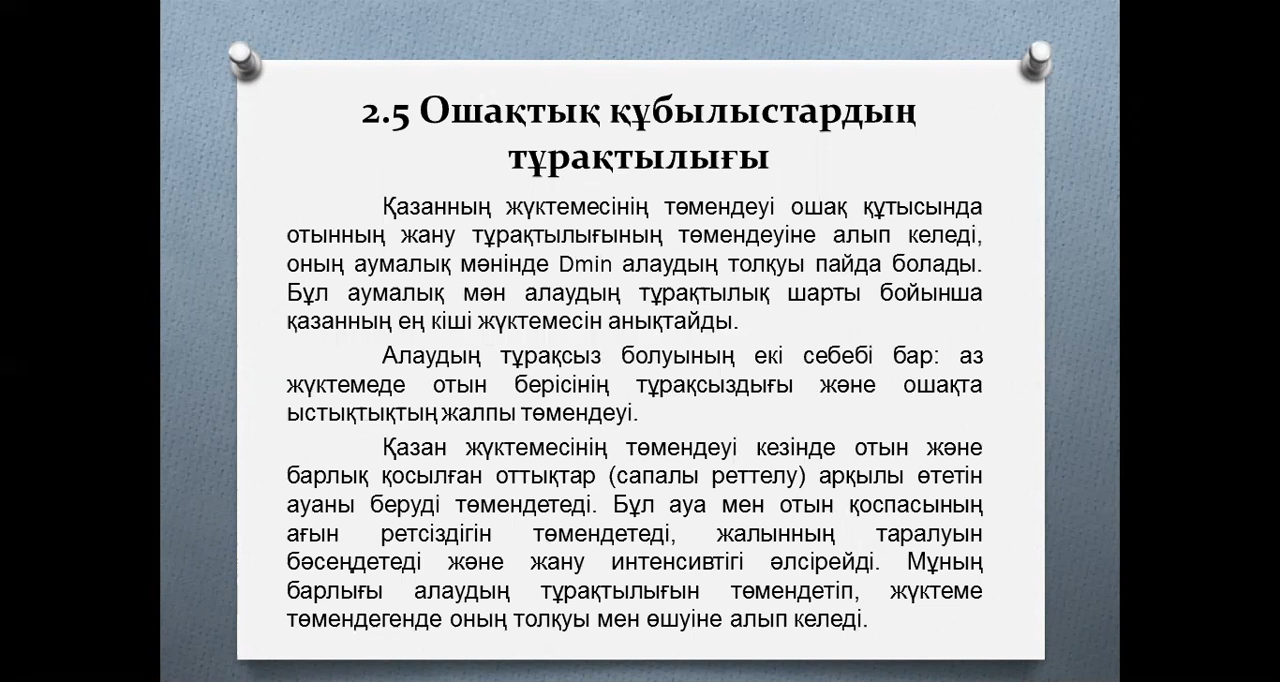 2.5 Ошақтық құбылыстардың
тұрақтылығы
Қазанның жүктемесінің төмендеуі ошақ құтысында
отынның жану тұрақтылығының төмендеуіне алып келеді,
оның аумалық мәнінде Dmin алаудың толқуы пайда болады.
Бұл аумалық мән алаудың тұрақтылық шарты бойынша
қазанның ең кіші жүктемесін анықтайды.
Алаудың тұрақсыз болуының екі себебі бар: аз
жүктемеде отын берісінің тұрақсыздығы және ошақта
ыстықтықтың жалпы төмендеуі.
Қазан жүктемесінің төмендеуі кезінде отын және
барлық қосылған оттықтар (сапалы реттелу) арқылы өтетін
ауаны беруді төмендетеді. Бұл ауа мен отын қоспасының
ағын ретсіздігін төмендетеді, жалынның таралуын
бәсеңдетеді және жану интенсивтігі әлсірейді. Мұның
барлығы алаудың тұрақтылығын төмендетіп, жүктеме
төмендегенде оның толқуы мен өшуіне алып келеді.